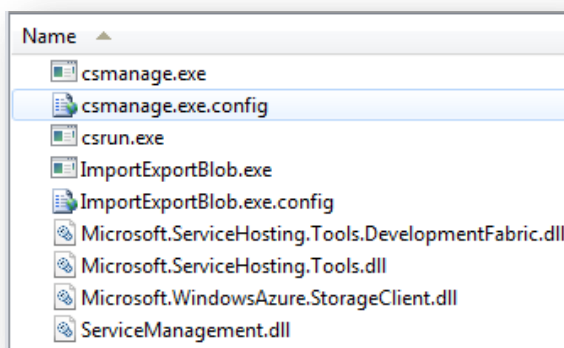 Name
csmanage.exe
csmanage.exe.config
csrun.exe
ImportExportBlob.exe
ImportExportBlob.exe.config
Microsoft.ServiceHosting.Tools.DevelopmentFabric.dll
Microsoft.ServiceHosting.Tools.dll
Microsoft.WindowsAzure.StorageClient.dll
ServiceManagement.dll